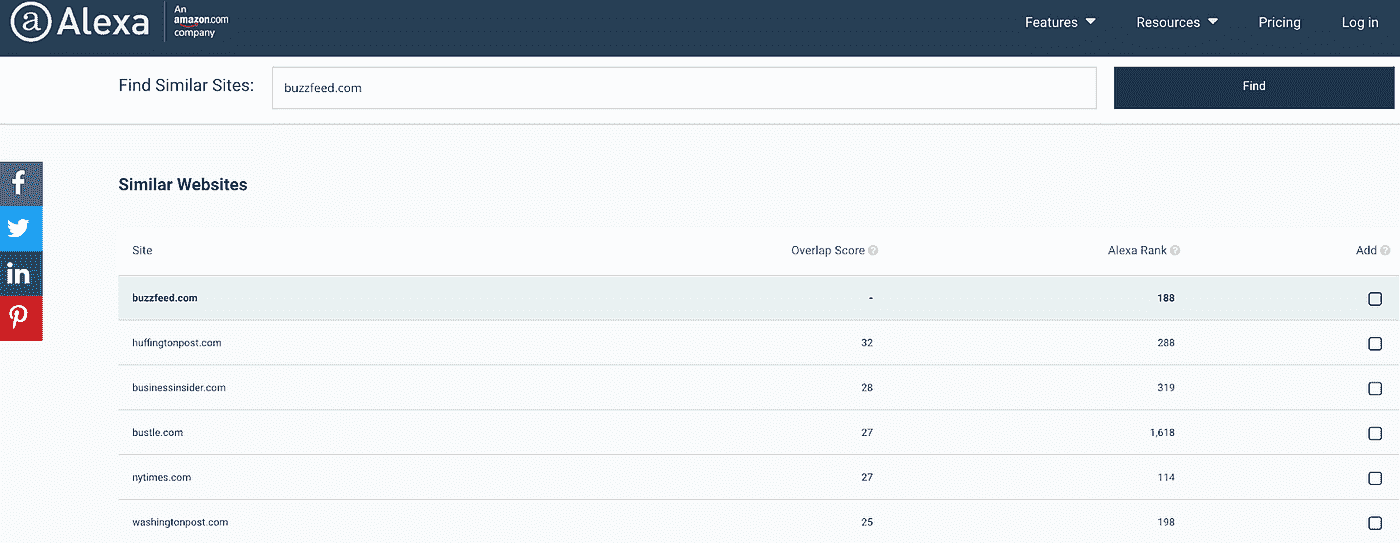 Alexa
An
amazon.com
company
Features Resources Pricing Log in
Find Similar Sites: buzzfeed.com Find
Similar Websites
Site Overlap Score ? Alexa Rank ? Add ?
buzzfeed.com - 188
huffingtonpost.com 32 288
businessinsider.com 28 319
bustle.com 27 1,618
nytimes.com 27 114
washingtonpost.com 25 198